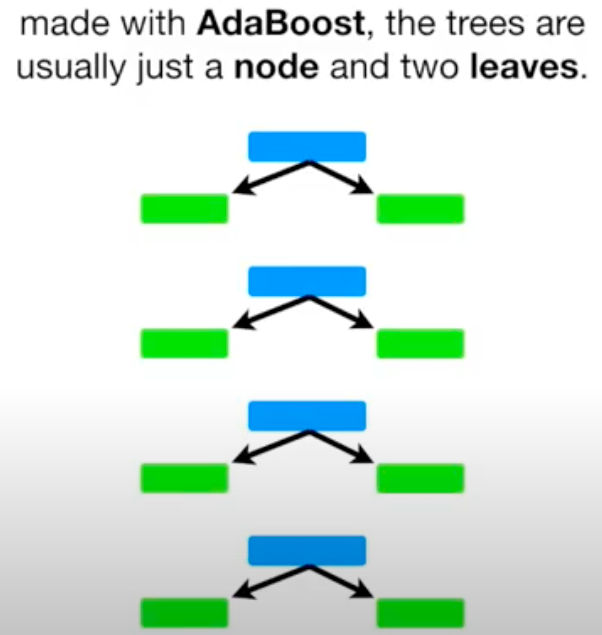 made with AdaBoost, the trees are
usually just a node and two leaves.